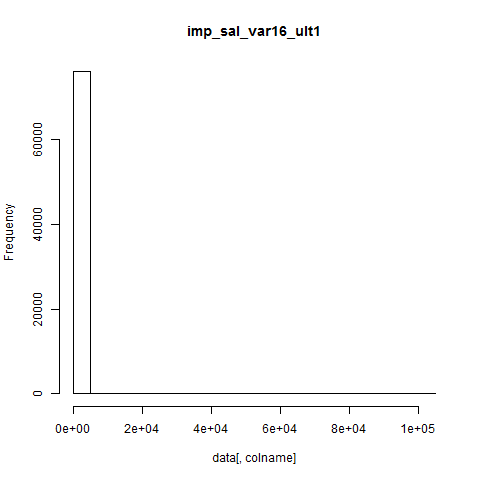 imp_sal_var16_ult1
Frequency
60000
40000
20000
0
0e+00 2e+04 4e+04 6e+04 8e+04 1e+05
data[, colname]